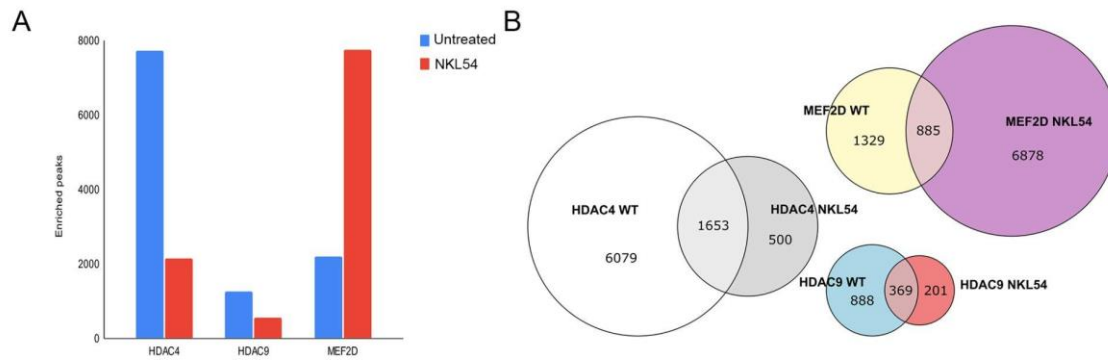 A
Enriched peaks
8000
6000
4000
2000
0
HDAC4
HDAC9
MEF2D
Untreated
NKL54
B
HDAC4 WT
6079
1653
HDAC4 NKL54
500
MEF2D WT
1329
885
MEF2D NKL54
6878
HDAC9 WT
888
369
201
HDAC9 NKL54